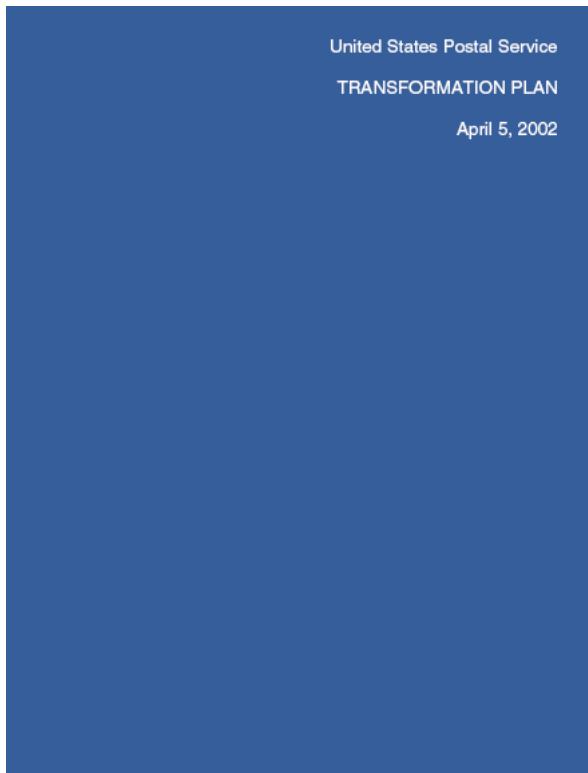 United States Postal Service
TRANSFORMATION PLAN
April 5, 2002